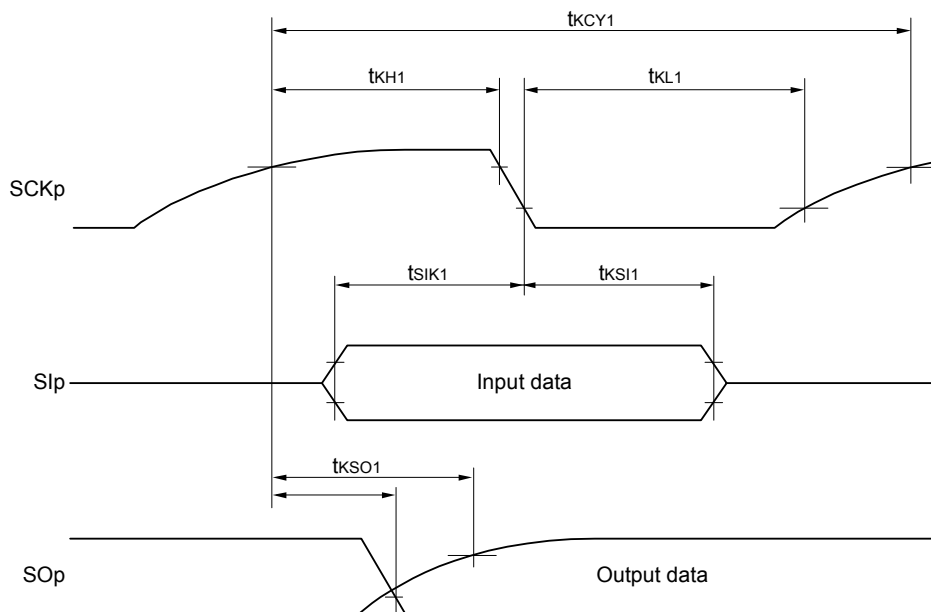 tKCY1
tKH1
tKL1
SCKp
tSIK1
tKSI1
SIp
Input data
tKSO1
SOp
Output data